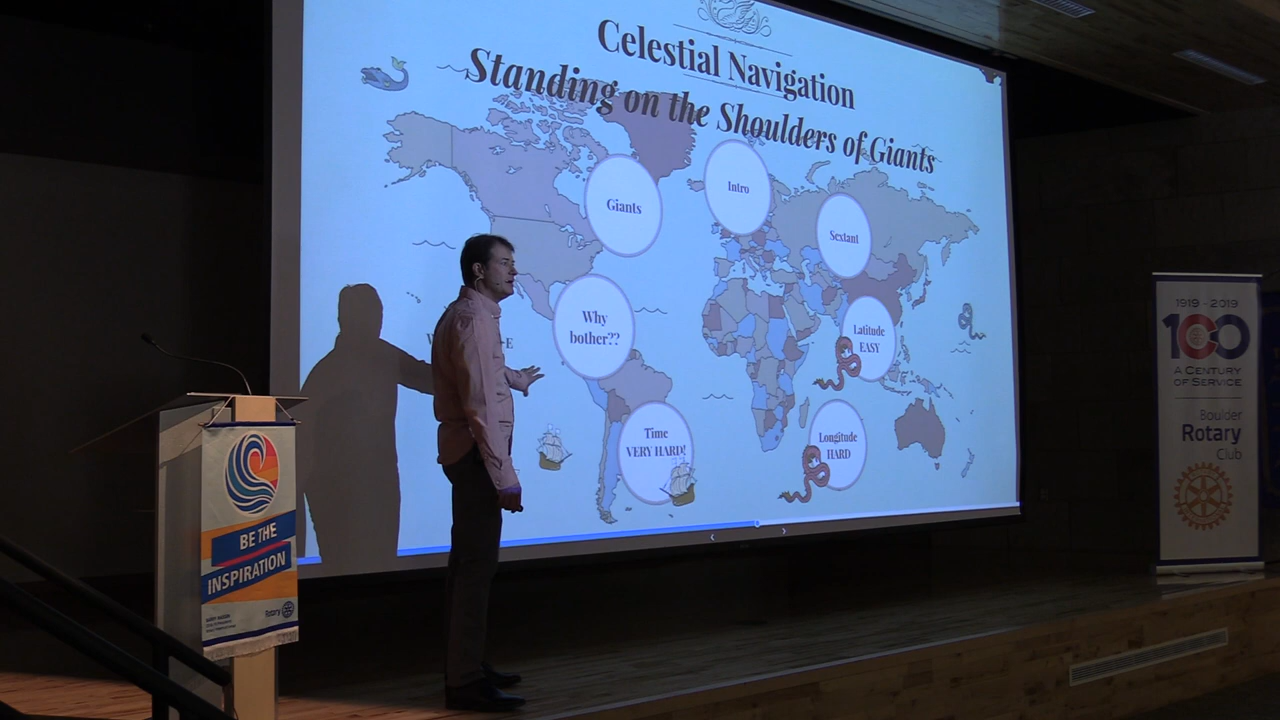 Celestial Navigation
Standing on the Shoulders of Giants
Intro
Giants
Sextant
Why
bother??
Latitude
EASY
Time
VERY HARD!
Longitude
HARD
BE THE
INSPIRATION
Rotary
1919 - 2019
100
A CENTURY
OF SERVICE
Boulder
Rotary
Club